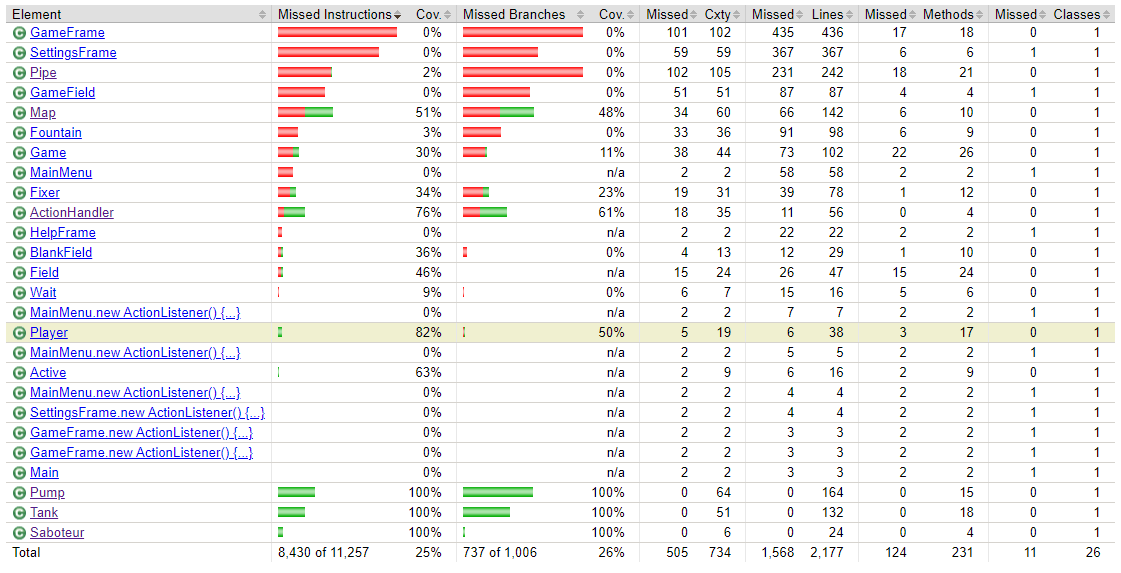 Element Missed Instructions Cov. Missed Branches Cov. Missed Cxty Missed Lines Missed Methods Missed Classes
C GameFrame 0% 0% 101 102 435 436 17 18 0 1
C SettingsFrame 0% 0% 59 59 367 367 6 6 1 1
C Pipe 2% 0% 102 105 231 242 18 21 0 1
C GameField 0% 0% 51 51 87 87 4 4 1 1
C Map 51% 48% 34 60 66 142 6 10 0 1
C Fountain 3% 0% 33 36 91 98 6 9 0 1
C Game 30% 11% 38 44 73 102 22 26 0 1
C MainMenu 0% n/a 2 2 58 58 2 2 1 1
C Fixer 34% 23% 19 31 39 78 1 12 0 1
C ActionHandler 76% 61% 18 35 11 56 0 4 0 1
C HelpFrame 0% n/a 2 2 22 22 2 2 1 1
C BlankField 36% 0% 4 13 12 29 1 10 0 1
C Field 46% n/a 15 24 26 47 15 24 0 1
C Wait 9% 0% 6 7 15 16 5 6 0 1
C MainMenu.new ActionListener() {...} 0% n/a 2 2 7 7 2 2 1 1
C Player 82% 50% 5 19 6 38 3 17 0 1
C MainMenu.new ActionListener() {...} 0% n/a 2 2 5 5 2 2 1 1
C Active 63% n/a 2 9 6 16 2 9 0 1
C MainMenu.new ActionListener() {...} 0% n/a 2 2 4 4 2 2 1 1
C SettingsFrame.new ActionListener() {...} 0% n/a 2 2 4 4 2 2 1 1
C GameFrame.new ActionListener() {...} 0% n/a 2 2 3 3 2 2 1 1
C GameFrame.new ActionListener() {...} 0% n/a 2 2 3 3 2 2 1 1
C Main 0% n/a 2 2 3 3 2 2 1 1
C Pump 100% 100% 0 64 0 164 0 15 0 1
C Tank 100% 100% 0 51 0 132 0 18 0 1
C Saboteur 100% 100% 0 6 0 24 0 4 0 1
Total 8,430 of 11,257 25% 737 of 1,006 26% 505 734 1,568 2,177 124 231 11 26